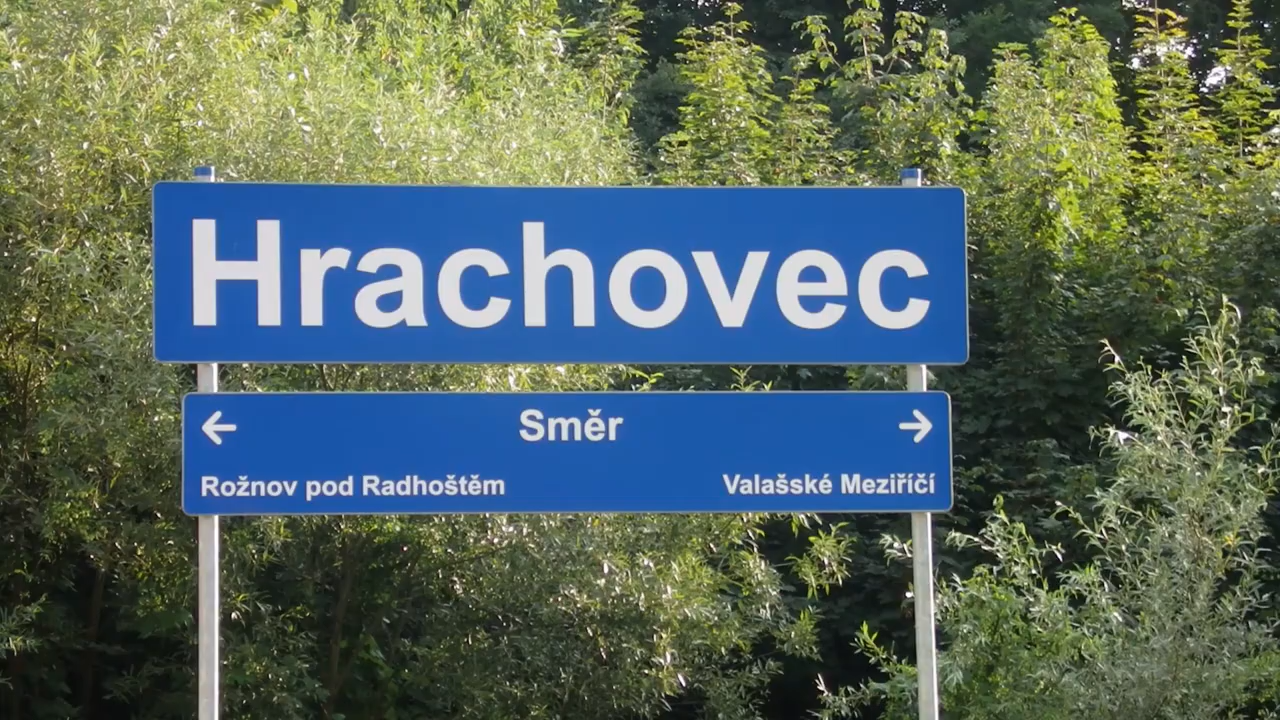 Hrachovec
← Směr →
Rožnov pod Radhoštěm Valašské Meziříčí